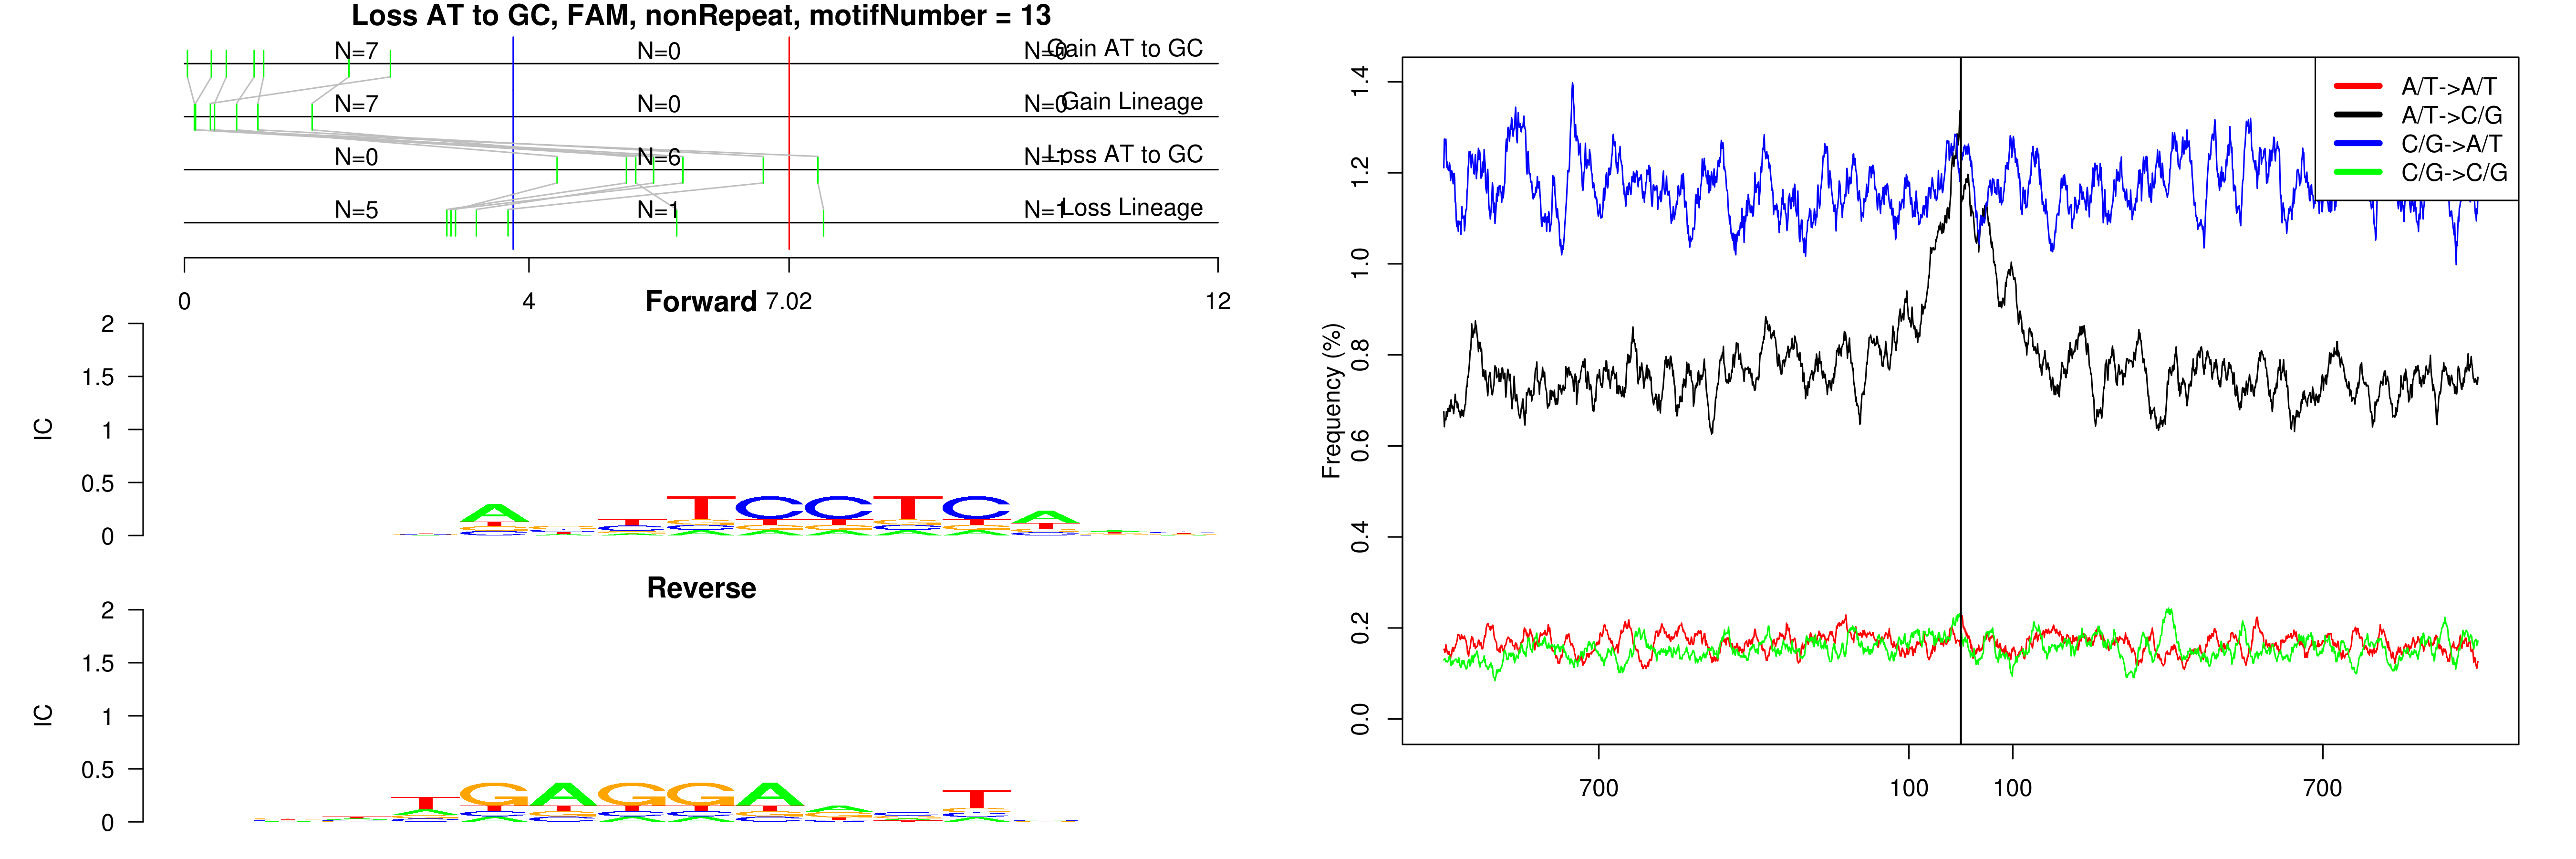 Loss AT to GC, FAM, nonRepeat, motifNumber = 13
N=7 N=0 N=0 Gain AT to GC
N=7 N=0 N=0 Gain Lineage
N=0 N=6 N=1 Loss AT to GC
N=5 N=1 N=1 Loss Lineage
0 4 7.02 12
Forward
2
1.5
1
0.5
0
IC
A T C C T C A
Reverse
2
1.5
1
0.5
0
IC
T G A G G A A T
1.4
1.2
1.0
0.8
0.6
0.4
0.2
0.0
Frequency (%)
A/T->A/T
A/T->C/G
C/G->A/T
C/G->C/G
700 100 100 700